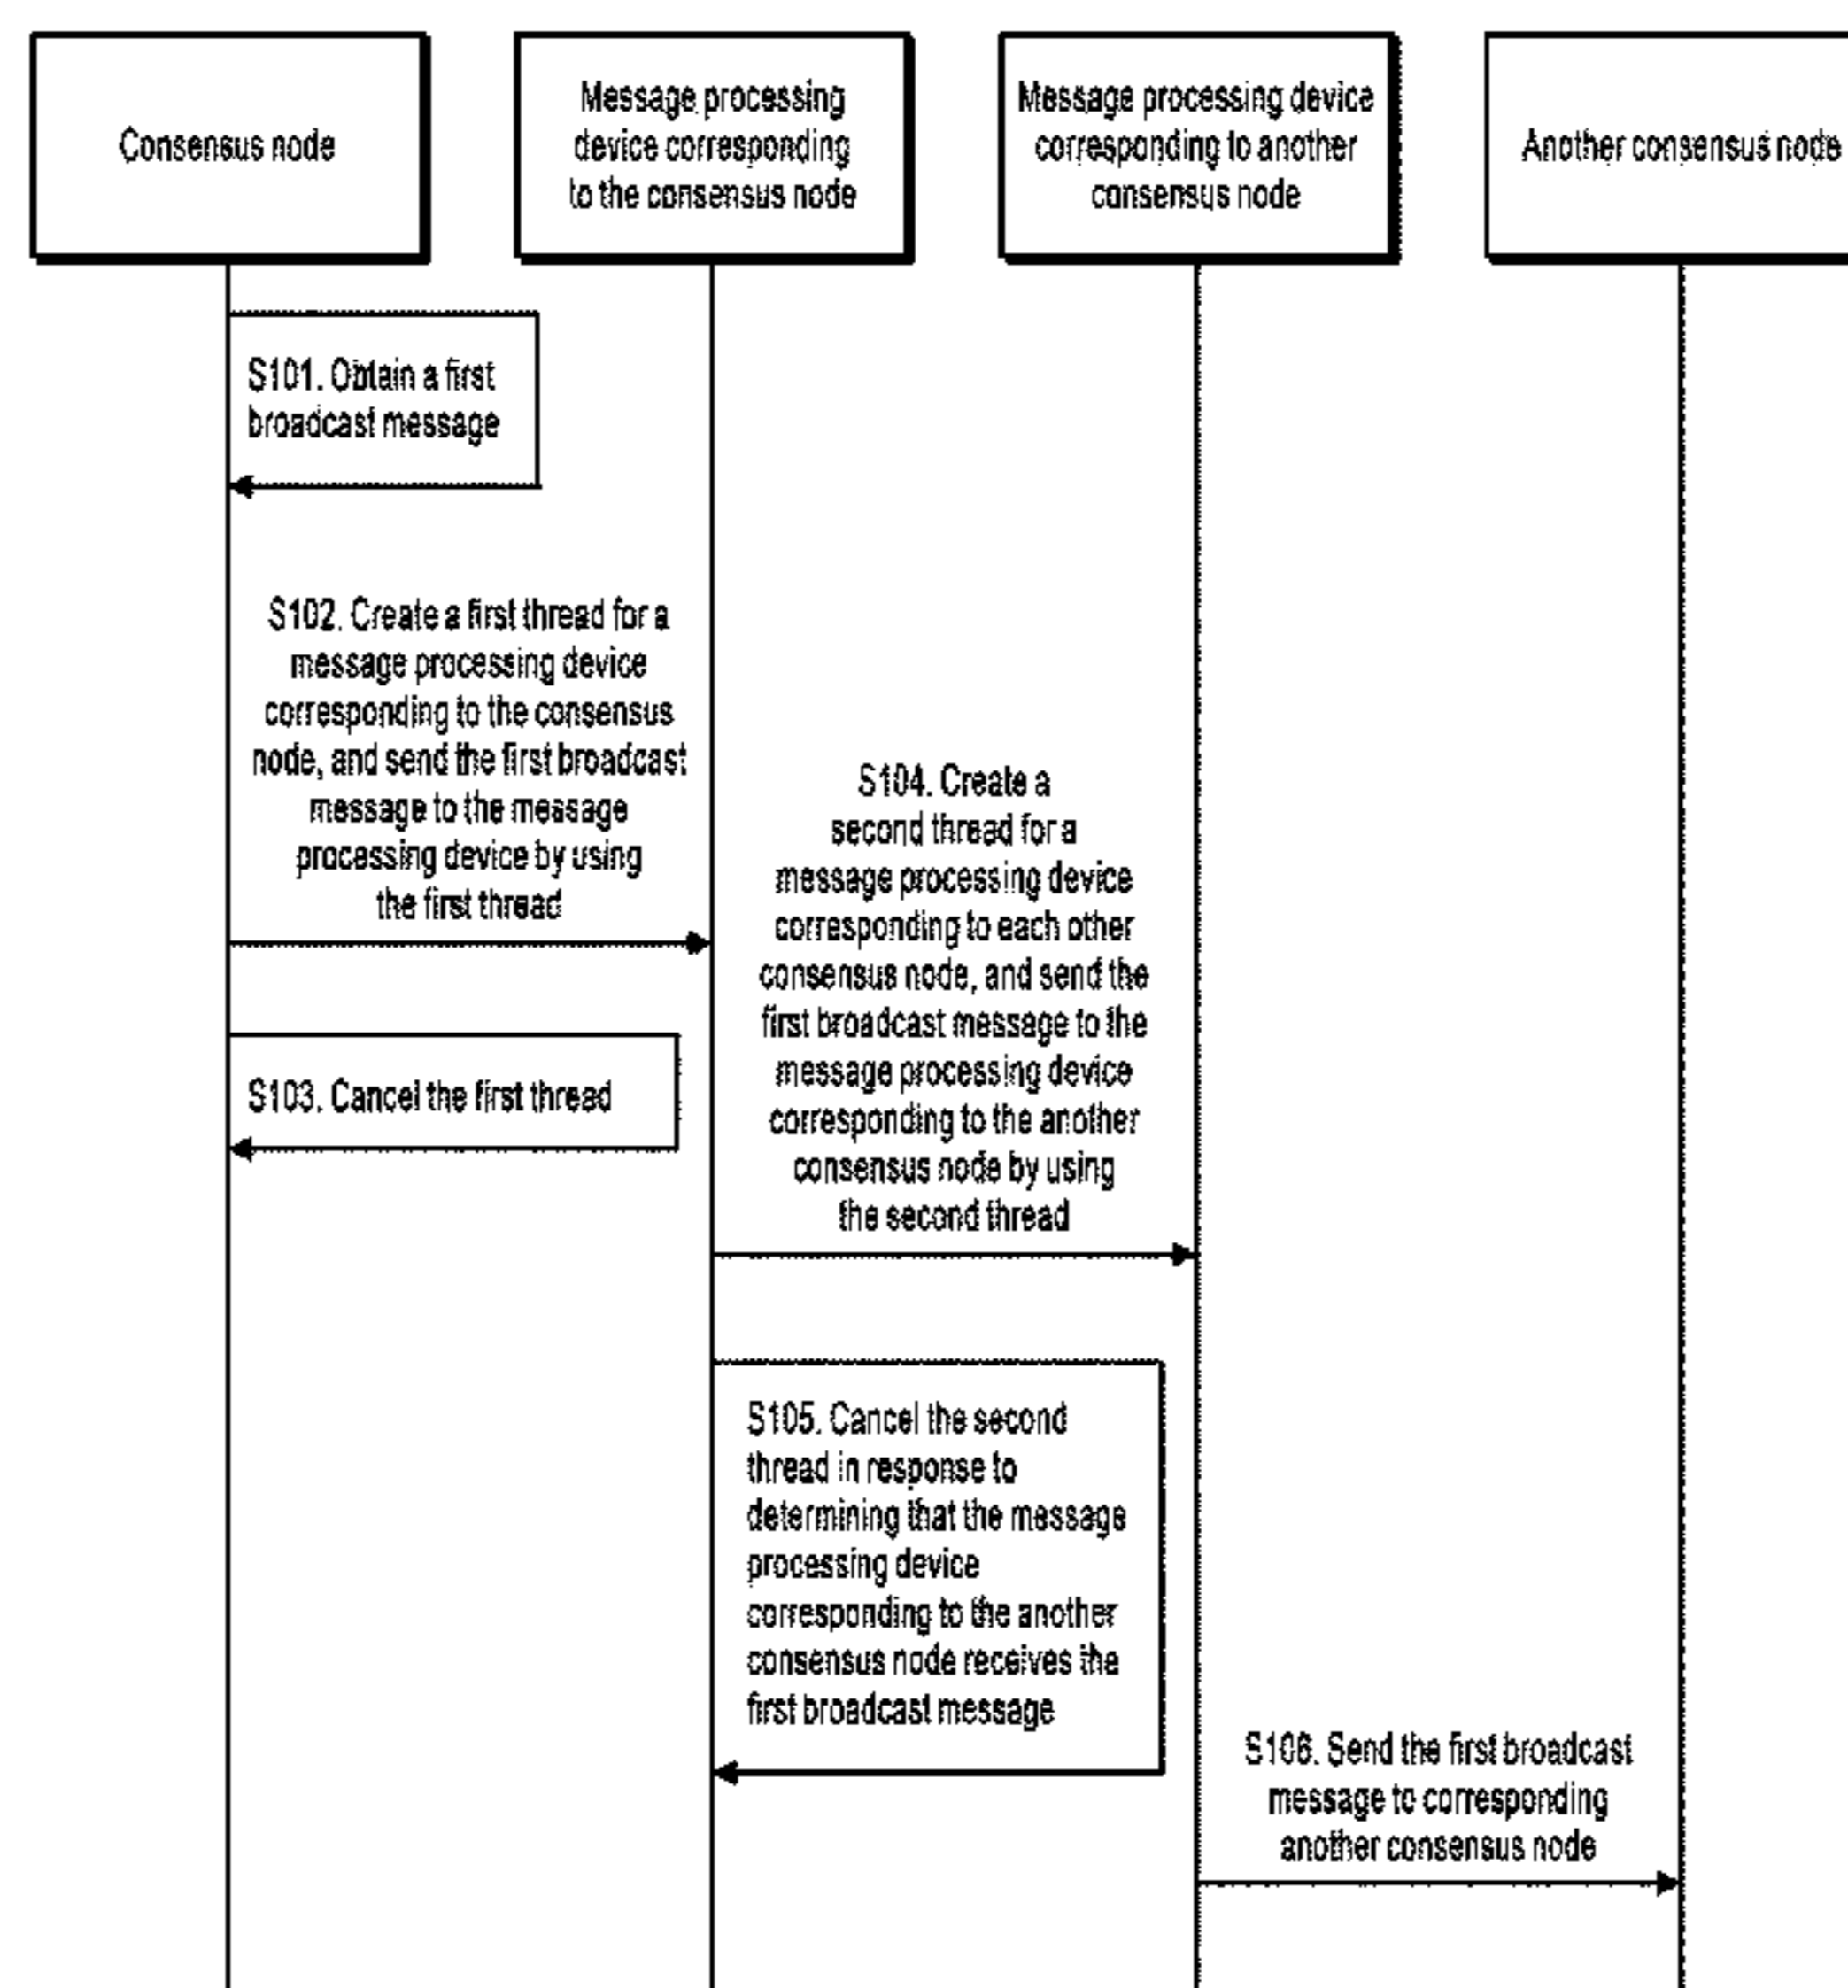 Consensus node
Message processing
device corresponding
to the consensus node
Message processing device
corresponding to another
consensus node
Another consensus node
S101. Obtain a first
broadcast message
S102. Create a first thread for a
message processing device
corresponding to the consensus
node, and send the first broadcast
message to the message
processing device by using
the first thread
S103. Cancel the first thread
S104. Create a
second thread for a
message processing device
corresponding to each other
consensus node, and send the
first broadcast message to the
message processing device
corresponding to the another
consensus node by using
the second thread
S105. Cancel the second
thread in response to
determining that the message
processing device
corresponding to the another
consensus node receives the
first broadcast message
S106. Send the first broadcast
message to corresponding
another consensus node